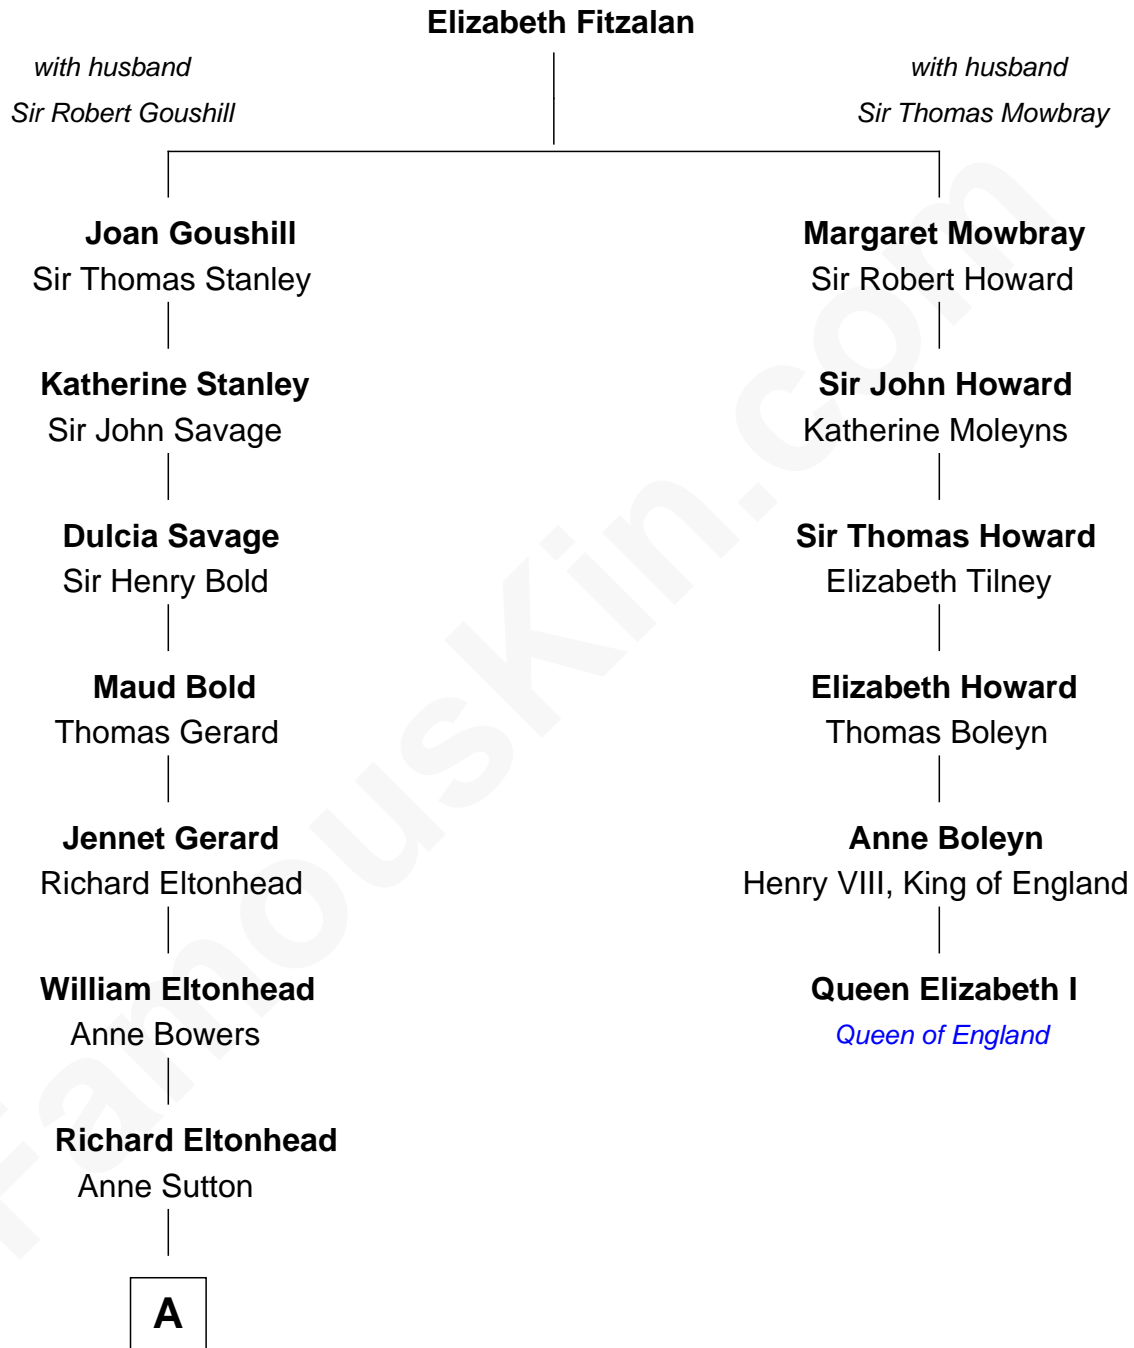 Elizabeth Fitzalan
with husband
Sir Robert Goushill
with husband
Sir Thomas Mowbray
Joan Goushill
Sir Thomas Stanley
Katherine Stanley
Sir John Savage
Dulcia Savage
Sir Henry Bold
Maud Bold
Thomas Gerard
Jennet Gerard
Richard Eltonhead
William Eltonhead
Anne Bowers
Richard Eltonhead
Anne Sutton
A
Margaret Mowbray
Sir Robert Howard
Sir John Howard
Katherine Moleyns
Sir Thomas Howard
Elizabeth Tilney
Elizabeth Howard
Thomas Boleyn
Anne Boleyn
Henry VIII, King of England
Queen Elizabeth I
Queen of England
FamousKin.com